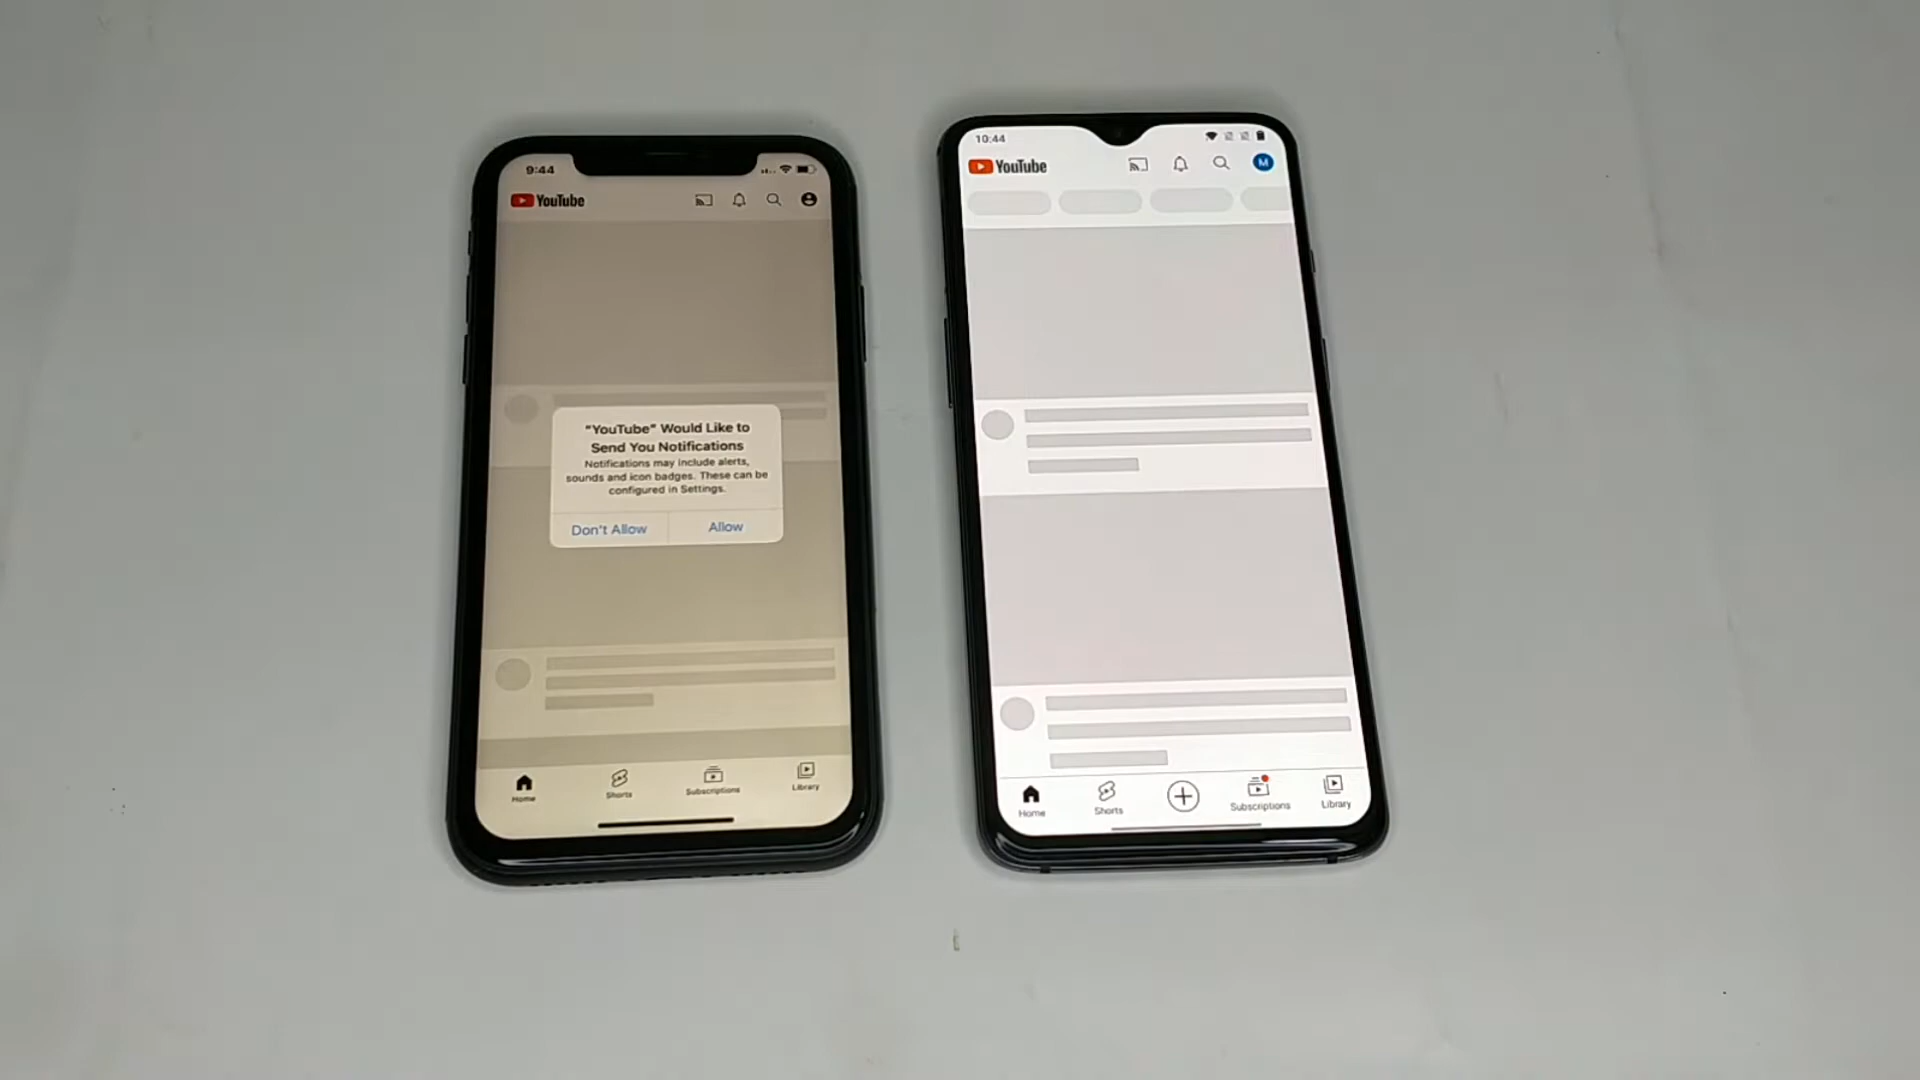 9:44
YouTube
"YouTube" Would Like to
Send You Notifications
Notifications may include alerts,
sounds and icon badges. These can be
configured in Settings.
Don't Allow
Allow
Home
Shorts
Subscriptions
Library
10:44
YouTube
M
Home
Shorts
Subscriptions
Library